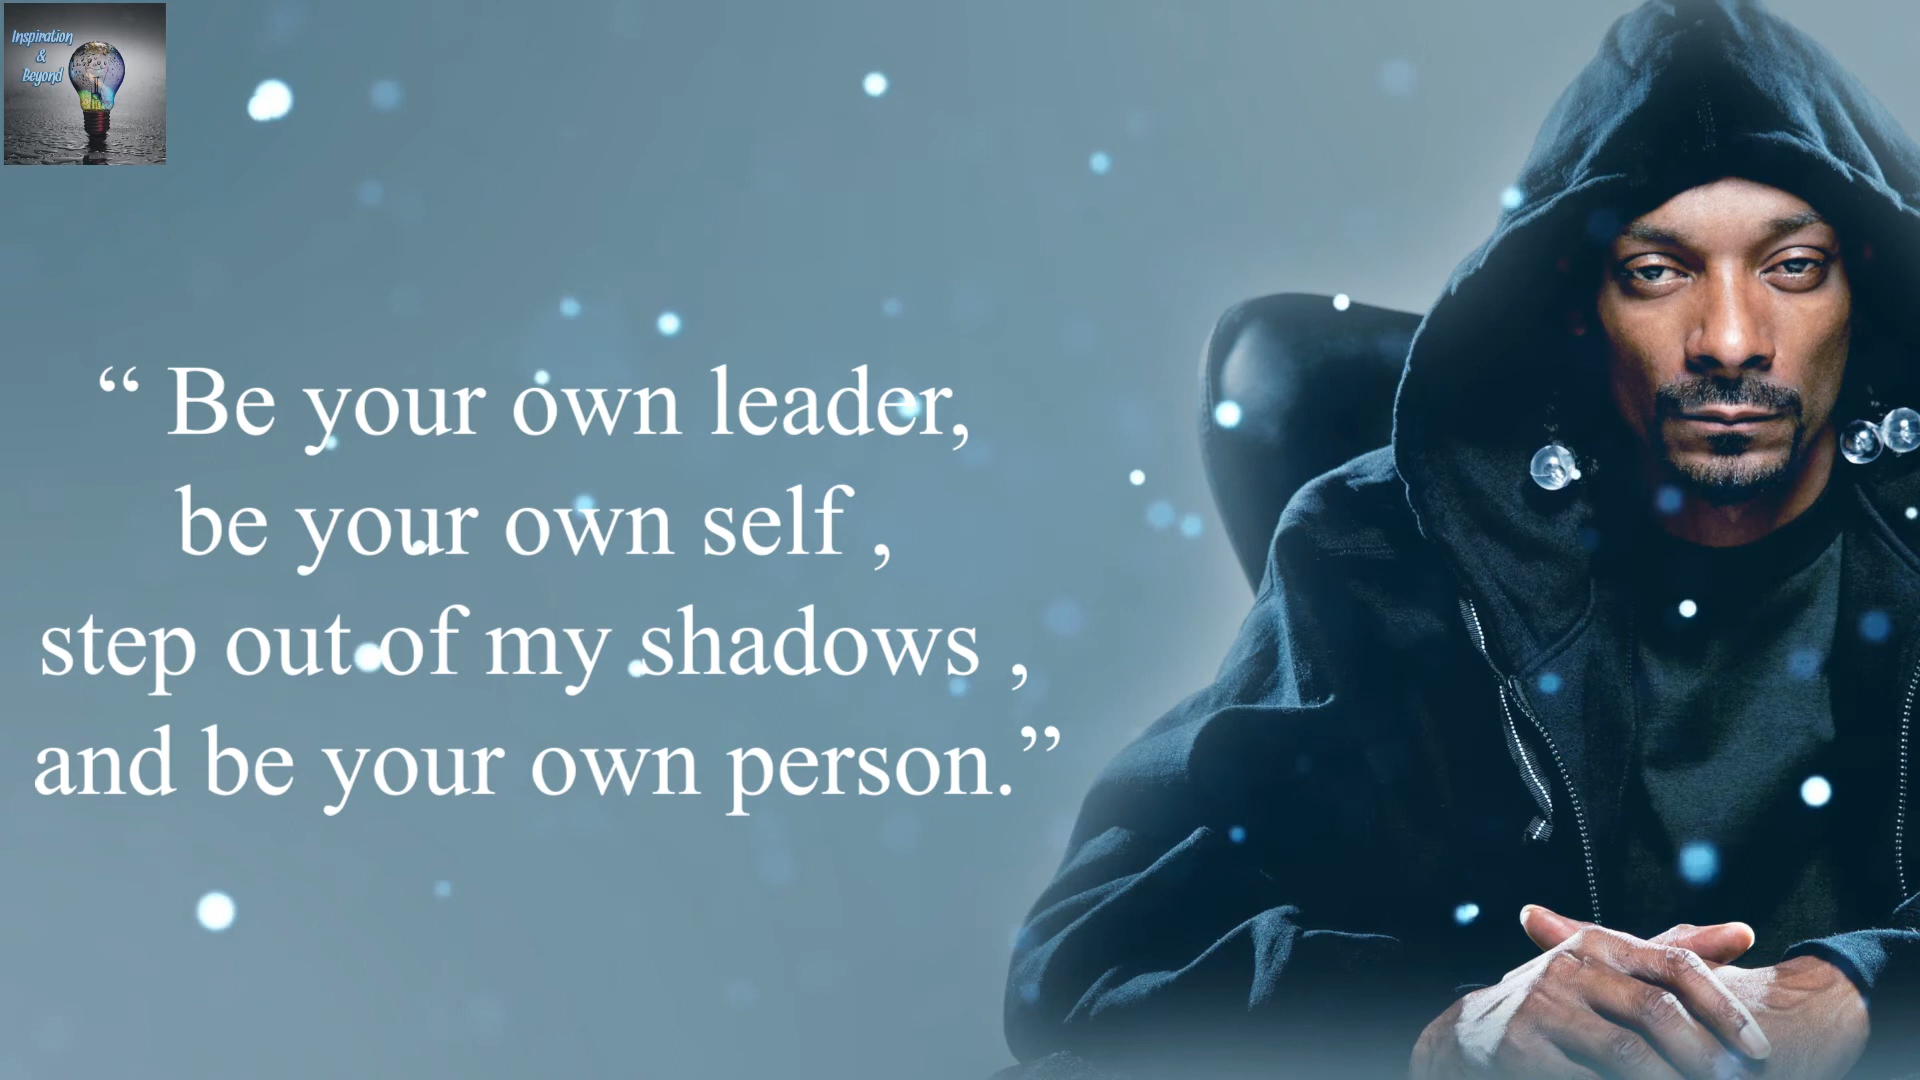 Inspiration
&
Beyond
“ Be your own leader,
be your own self ,
step out of my shadows ,
and be your own person.”